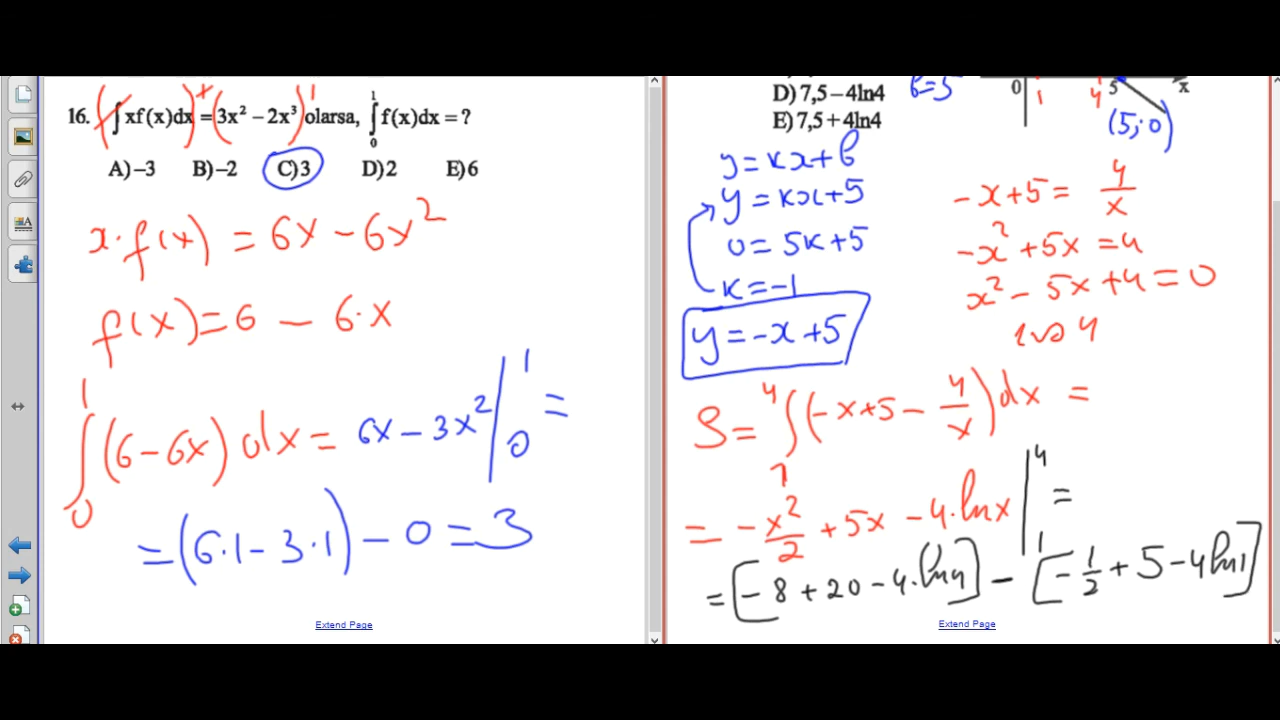 16. ∫xf(x)dx = 3x² − 2x³ olarsa, ∫₀¹ f(x)dx = ?
A) −3 B) −2 C) 3 D) 2 E) 6
x·f(x) = 6x − 6x²
f(x) = 6 − 6·x
∫₀¹ (6 − 6x) dx = 6x − 3x² |₀¹ =
= (6·1 − 3·1) − 0 = 3
Extend Page
D) 7,5 − 4ln4
E) 7,5 + 4ln4
0 1 4 5 x
(5; 0)
y = kx + b
y = kx + 5
0 = 5k + 5
k = −1
y = −x + 5
−x + 5 = 4/x
−x² + 5x = 4
x² − 5x + 4 = 0
1 və 4
S = ∫₁⁴ (−x + 5 − 4/x) dx =
= −x²/2 + 5x − 4·lnx |₁⁴ =
= [−8 + 20 − 4·ln4] − [−1/2 + 5 − 4ln1]
Extend Page